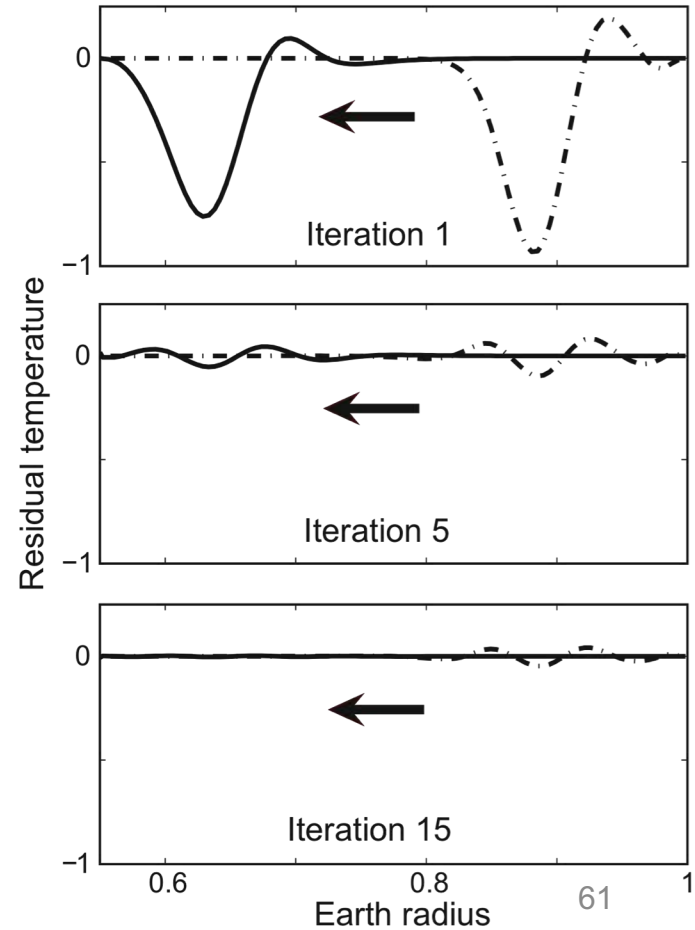 0
Iteration 1
−1
0
Iteration 5
−1
0
Iteration 15
−1
Residual temperature
0.6
0.8
1
Earth radius
61